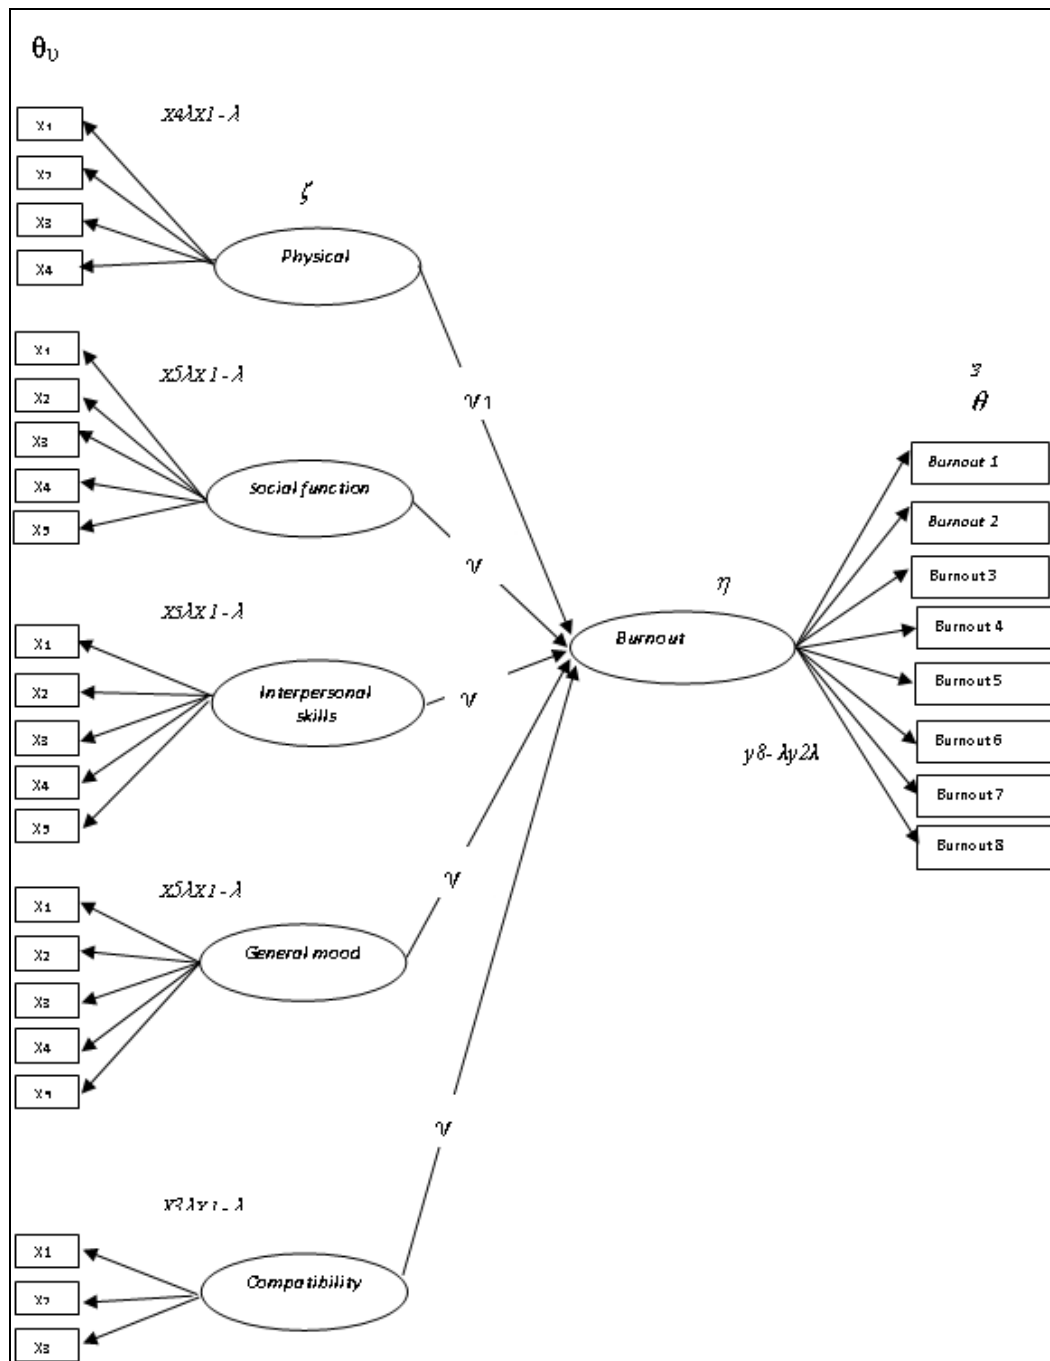 θυ
X4λX1 - λ
X1
X2
X3
X4
ζ
Physical
X1
X2
X3
X4
X5
X5λX1 - λ
Social function
γ1
γ
3
θ
Burnout 1
Burnout 2
Burnout 3
Burnout 4
Burnout 5
Burnout 6
Burnout 7
Burnout 8
η
Burnout
y8- λy2λ
X5λX1 - λ
X1
X2
X3
X4
X5
Interpersonal
skills
γ
X5λX1 - λ
X1
X2
X3
X4
X5
General mood
γ
γ
X3λX1 - λ
X1
X2
X3
Compatibility